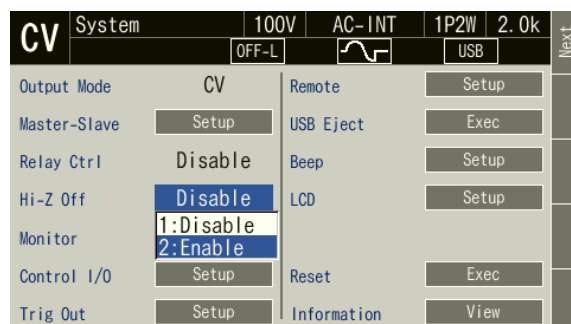 CV System 100V AC-INT 1P2W 2.0k
OFF-L USB
Next
Output Mode CV
Master-Slave Setup
Relay Ctrl Disable
Hi-Z Off Disable
1:Disable
2:Enable
Monitor
Control I/O Setup
Trig Out Setup
Remote Setup
USB Eject Exec
Beep Setup
LCD Setup
Reset Exec
Information View